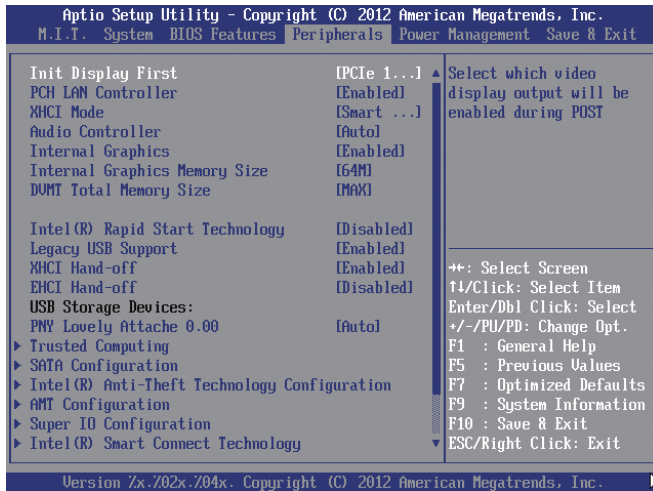 Aptio Setup Utility - Copyright (C) 2012 American Megatrends, Inc.
M.I.T. System BIOS Features Peripherals Power Management Save & Exit
Init Display First [PCIe 1...]
PCH LAN Controller [Enabled]
XHCI Mode [Smart ...]
Audio Controller [Auto]
Internal Graphics [Enabled]
Internal Graphics Memory Size [64M]
DVMT Total Memory Size [MAX]
Intel(R) Rapid Start Technology [Disabled]
Legacy USB Support [Enabled]
XHCI Hand-off [Enabled]
EHCI Hand-off [Disabled]
USB Storage Devices:
PNY Lovely Attache 0.00 [Auto]
Trusted Computing
SATA Configuration
Intel(R) Anti-Theft Technology Configuration
AMT Configuration
Super IO Configuration
Intel(R) Smart Connect Technology
Select which video
display output will be
enabled during POST
→←: Select Screen
↑↓/Click: Select Item
Enter/Dbl Click: Select
+/-/PU/PD: Change Opt.
F1 : General Help
F5 : Previous Values
F7 : Optimized Defaults
F9 : System Information
F10 : Save & Exit
ESC/Right Click: Exit
Version %x.%02x.%04x. Copyright (C) 2012 American Megatrends, Inc.